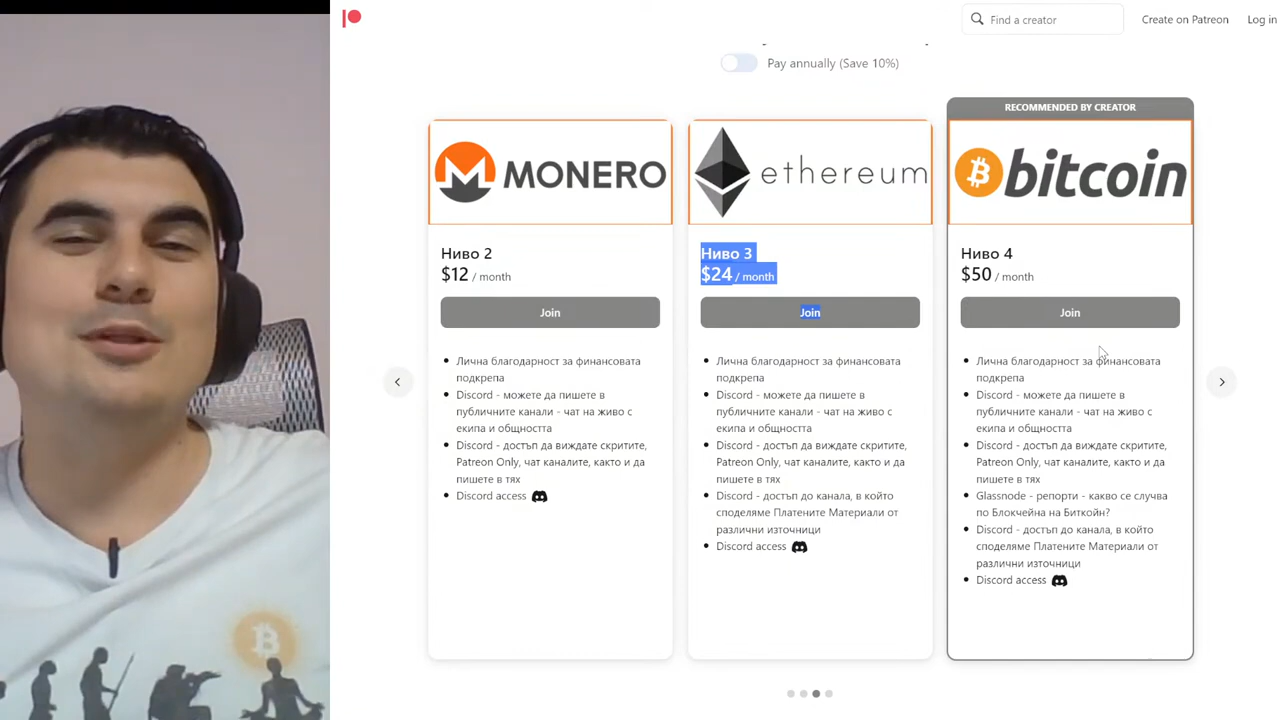 Find a creator
Create on Patreon
Log in
Pay annually (Save 10%)
RECOMMENDED BY CREATOR
MONERO
Ниво 2
$12 / month
Join
Лична благодарност за финансовата
подкрепа
Discord - можете да пишете в
публичните канали - чат на живо с
екипа и общността
Discord - достъп да виждате скритите,
Patreon Only, чат каналите, както и да
пишете в тях
Discord access
ethereum
Ниво 3
$24 / month
Join
Лична благодарност за финансовата
подкрепа
Discord - можете да пишете в
публичните канали - чат на живо с
екипа и общността
Discord - достъп да виждате скритите,
Patreon Only, чат каналите, както и да
пишете в тях
Discord - достъп до канала, в който
споделяме Платените Материали от
различни източници
Discord access
bitcoin
Ниво 4
$50 / month
Join
Лична благодарност за финансовата
подкрепа
Discord - можете да пишете в
публичните канали - чат на живо с
екипа и общността
Discord - достъп да виждате скритите,
Patreon Only, чат каналите, както и да
пишете в тях
Glassnode - репорти - какво се случва
по Блокчейна на Биткойн?
Discord - достъп до канала, в който
споделяме Платените Материали от
различни източници
Discord access